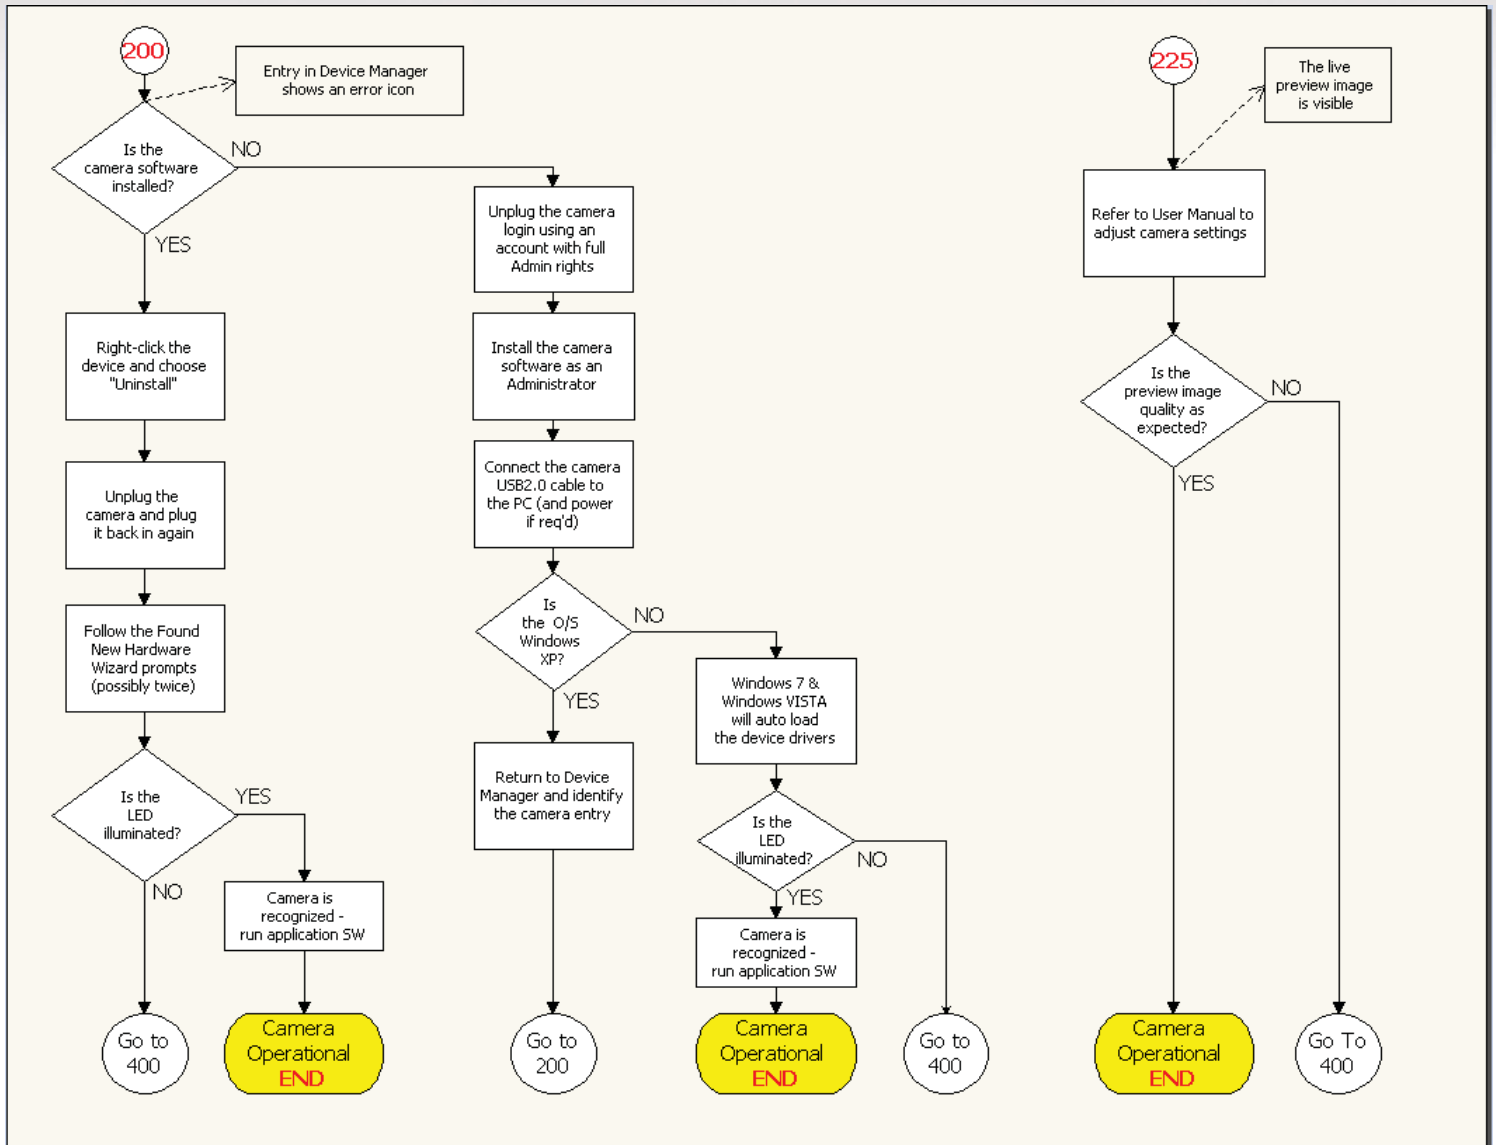 200
Entry in Device Manager
shows an error icon
Is the
camera software
installed?
NO
YES
Right-click the
device and choose
"Uninstall"
Unplug the
camera and plug
it back in again
Follow the Found
New Hardware
Wizard prompts
(possibly twice)
Is the
LED
illuminated?
YES
NO
Camera is
recognized -
run application SW
Go to
400
Camera
Operational
END
Unplug the camera
login using an
account with full
Admin rights
Install the camera
software as an
Administrator
Connect the camera
USB2.0 cable to
the PC (and power
if req'd)
Is
the O/S
Windows
XP?
NO
YES
Return to Device
Manager and identify
the camera entry
Go to
200
Windows 7 &
Windows VISTA
will auto load
the device drivers
Is the
LED
illuminated?
NO
YES
Camera is
recognized -
run application SW
Camera
Operational
END
Go to
400
225
The live
preview image
is visible
Refer to User Manual to
adjust camera settings
Is the
preview image
quality as
expected?
NO
YES
Camera
Operational
END
Go To
400